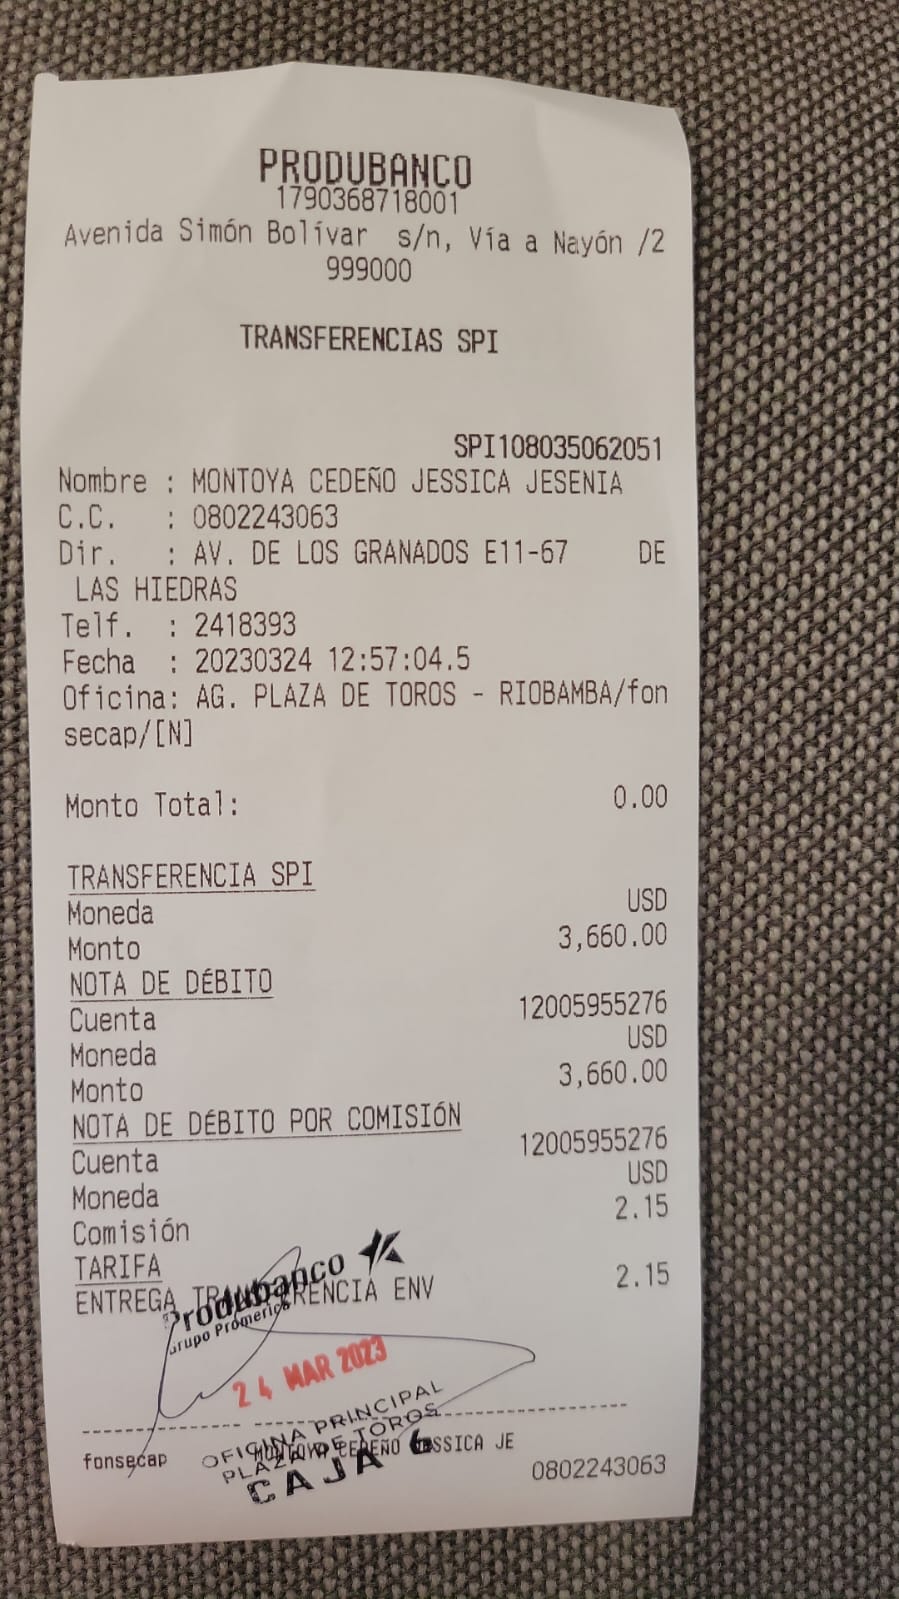 PRODUBANCO
1790368718001
Avenida Simón Bolívar s/n, Vía a Nayón /2
999000
TRANSFERENCIAS SPI
SPI108035062051
Nombre : MONTOYA CEDEÑO JESSICA JESENIA
C.C. : 0802243063
Dir. : AV. DE LOS GRANADOS E11-67 DE
LAS HIEDRAS
Telf. : 2418393
Fecha : 20230324 12:57:04.5
Oficina: AG. PLAZA DE TOROS - RIOBAMBA/fon
secap/[N]
Monto Total: 0.00
TRANSFERENCIA SPI
Moneda USD
Monto 3,660.00
NOTA DE DÉBITO
Cuenta 12005955276
Moneda USD
Monto 3,660.00
NOTA DE DÉBITO POR COMISIÓN
Cuenta 12005955276
Moneda USD
Comisión 2.15
TARIFA
ENTREGA TRANSFERENCIA ENV 2.15
Produbanco
Grupo Promerica
24 MAR 2023
OFICINA PRINCIPAL
PLAZA DE TOROS
CAJA 6
fonsecap MONTOYA CEDEÑO JESSICA JE
0802243063